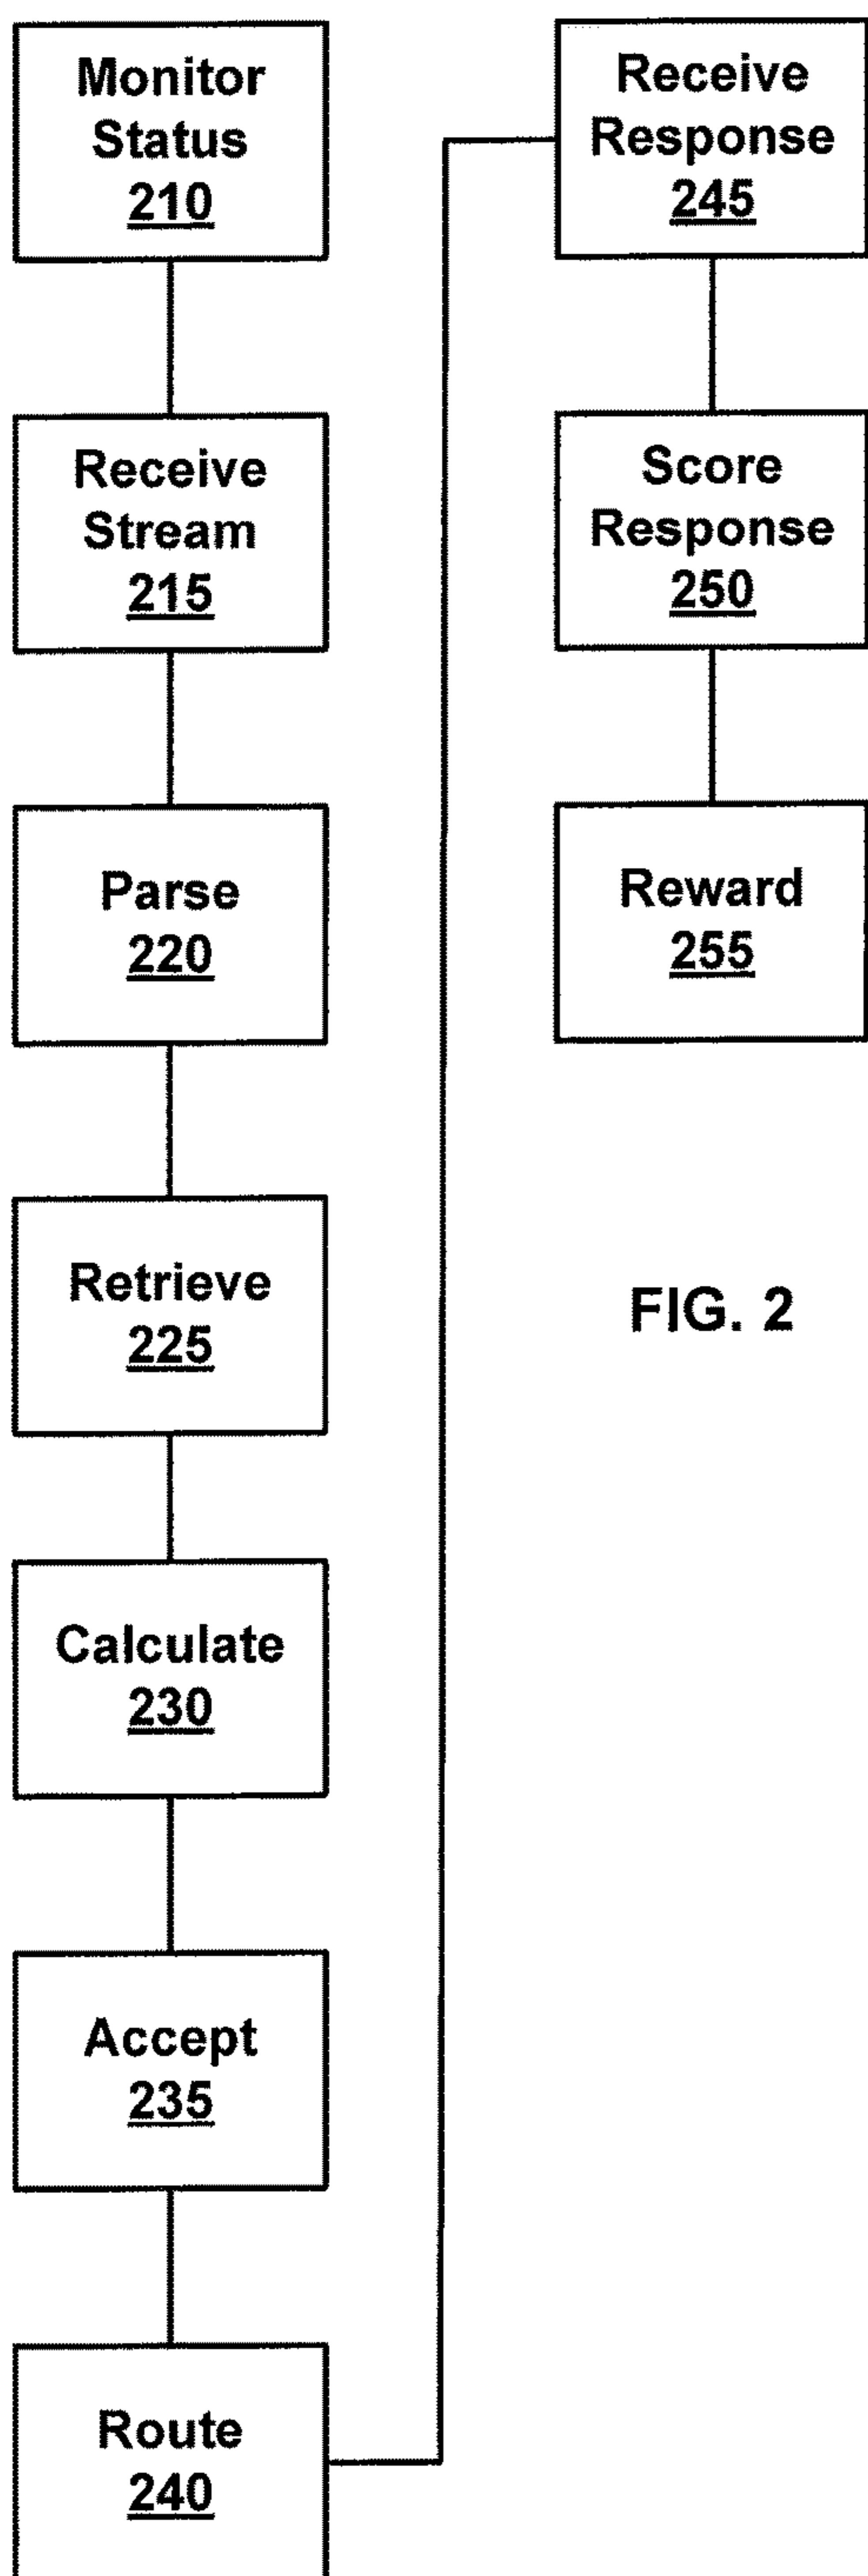 Monitor
Status
210
Receive
Stream
215
Parse
220
Retrieve
225
Calculate
230
Accept
235
Route
240
Receive
Response
245
Score
Response
250
Reward
255
FIG. 2